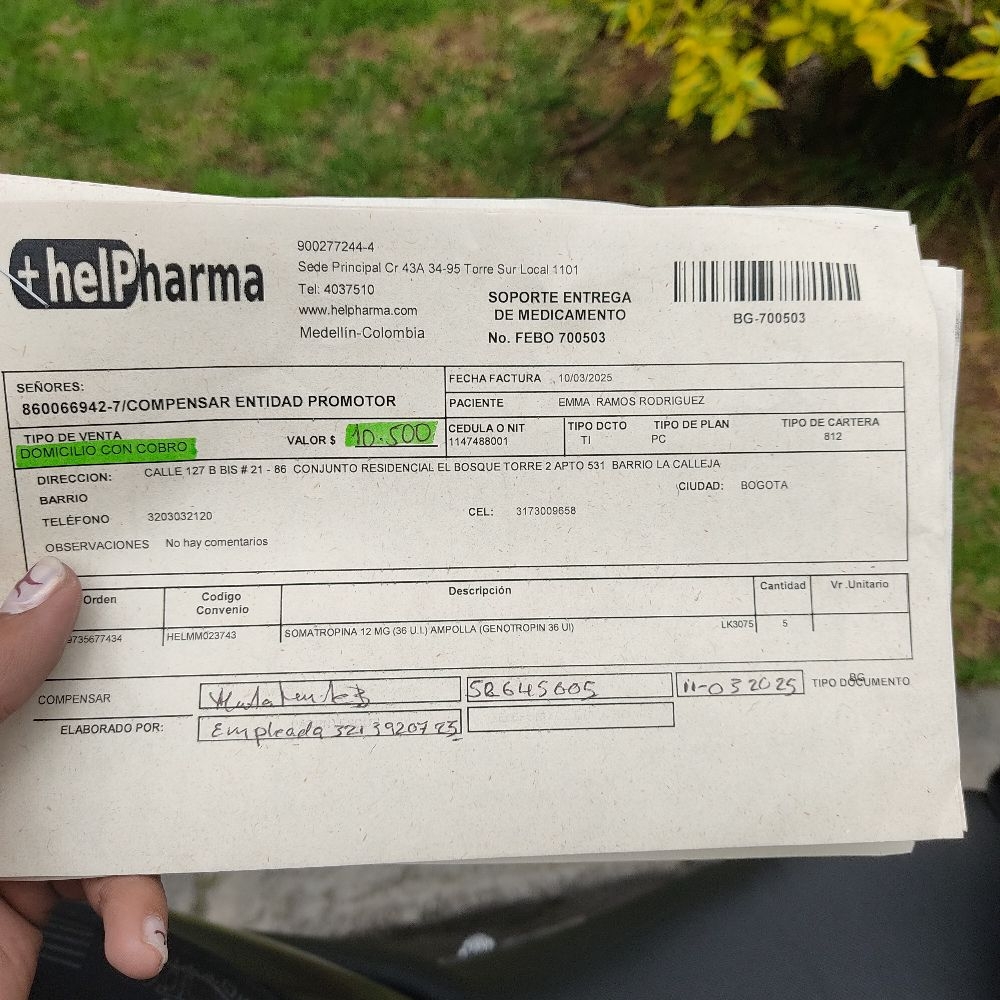 +helPharma
900277244-4
Sede Principal Cr 43A 34-95 Torre Sur Local 1101
Tel: 4037510
www.helpharma.com
Medellín-Colombia
SOPORTE ENTREGA
DE MEDICAMENTO
No. FEBO 700503
BG-700503
SEÑORES:
860066942-7/COMPENSAR ENTIDAD PROMOTOR
FECHA FACTURA 10/03/2025
PACIENTE EMMA RAMOS RODRIGUEZ
TIPO DE VENTA
DOMICILIO CON COBRO
VALOR $ 10.500
CEDULA O NIT
1147488001
TIPO DCTO
TI
TIPO DE PLAN
PC
TIPO DE CARTERA
812
DIRECCION: CALLE 127 B BIS # 21 - 86 CONJUNTO RESIDENCIAL EL BOSQUE TORRE 2 APTO 531 BARRIO LA CALLEJA
BARRIO
CIUDAD: BOGOTA
TELÉFONO 3203032120
CEL: 3173009658
OBSERVACIONES No hay comentarios
Orden Codigo Convenio Descripción Cantidad Vr .Unitario
9735677434 HELMM023743 SOMATROPINA 12 MG (36 U.I.) AMPOLLA (GENOTROPIN 36 UI) LK3075 5
COMPENSAR 52645605 11-03 2025 TIPO DOCUMENTO
BG
ELABORADO POR: Empleada 3213920725